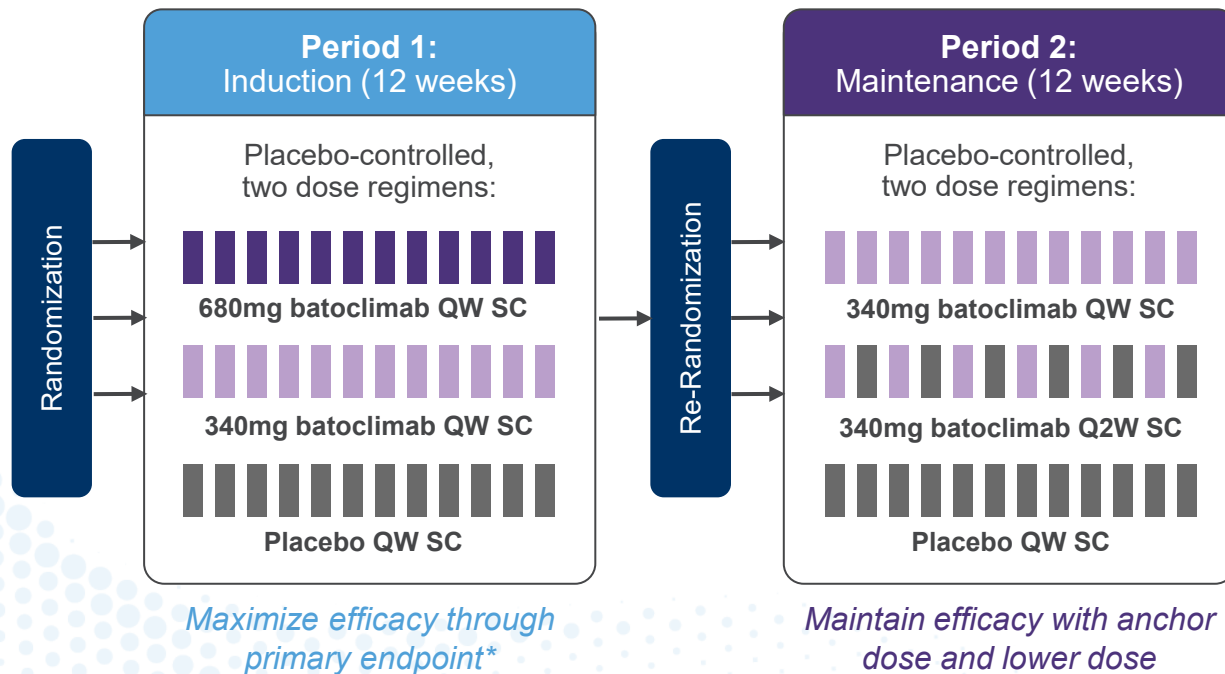 Randomization
Period 1:
Induction (12 weeks)
Placebo-controlled,
two dose regimens:
680mg batoclimab QW SC
340mg batoclimab QW SC
Placebo QW SC
Maximize efficacy through
primary endpoint*
Re-Randomization
Period 2:
Maintenance (12 weeks)
Placebo-controlled,
two dose regimens:
340mg batoclimab QW SC
340mg batoclimab Q2W SC
Placebo QW SC
Maintain efficacy with anchor
dose and lower dose